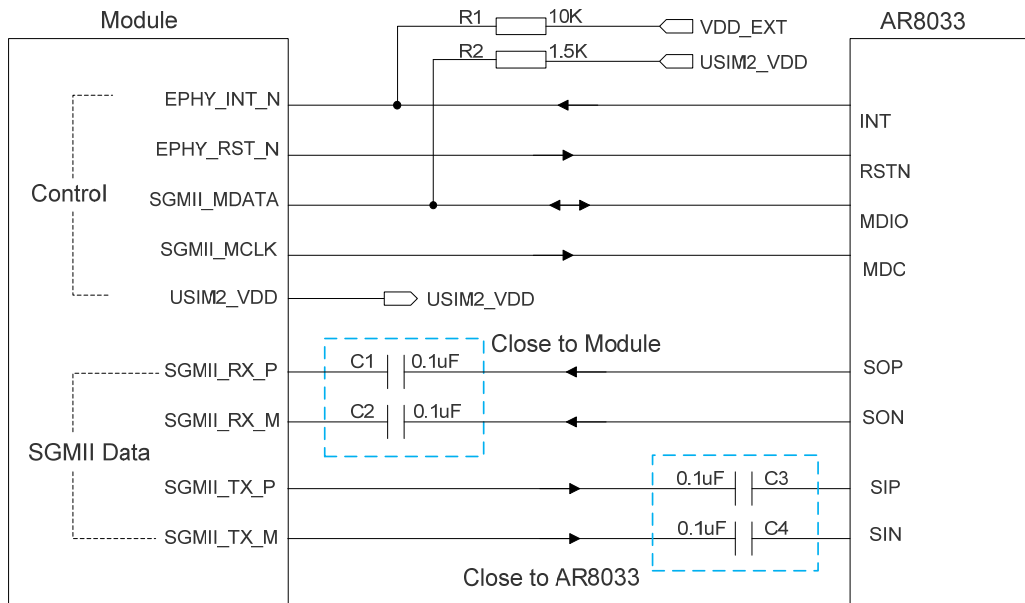 Module
R1 10K VDD_EXT
AR8033
R2 1.5K USIM2_VDD
EPHY_INT_N
INT
EPHY_RST_N
RSTN
Control
SGMII_MDATA
MDIO
SGMII_MCLK
MDC
USIM2_VDD USIM2_VDD
Close to Module
SGMII_RX_P C1 0.1uF SOP
SGMII_RX_M C2 0.1uF SON
SGMII Data
SGMII_TX_P 0.1uF C3 SIP
SGMII_TX_M 0.1uF C4 SIN
Close to AR8033